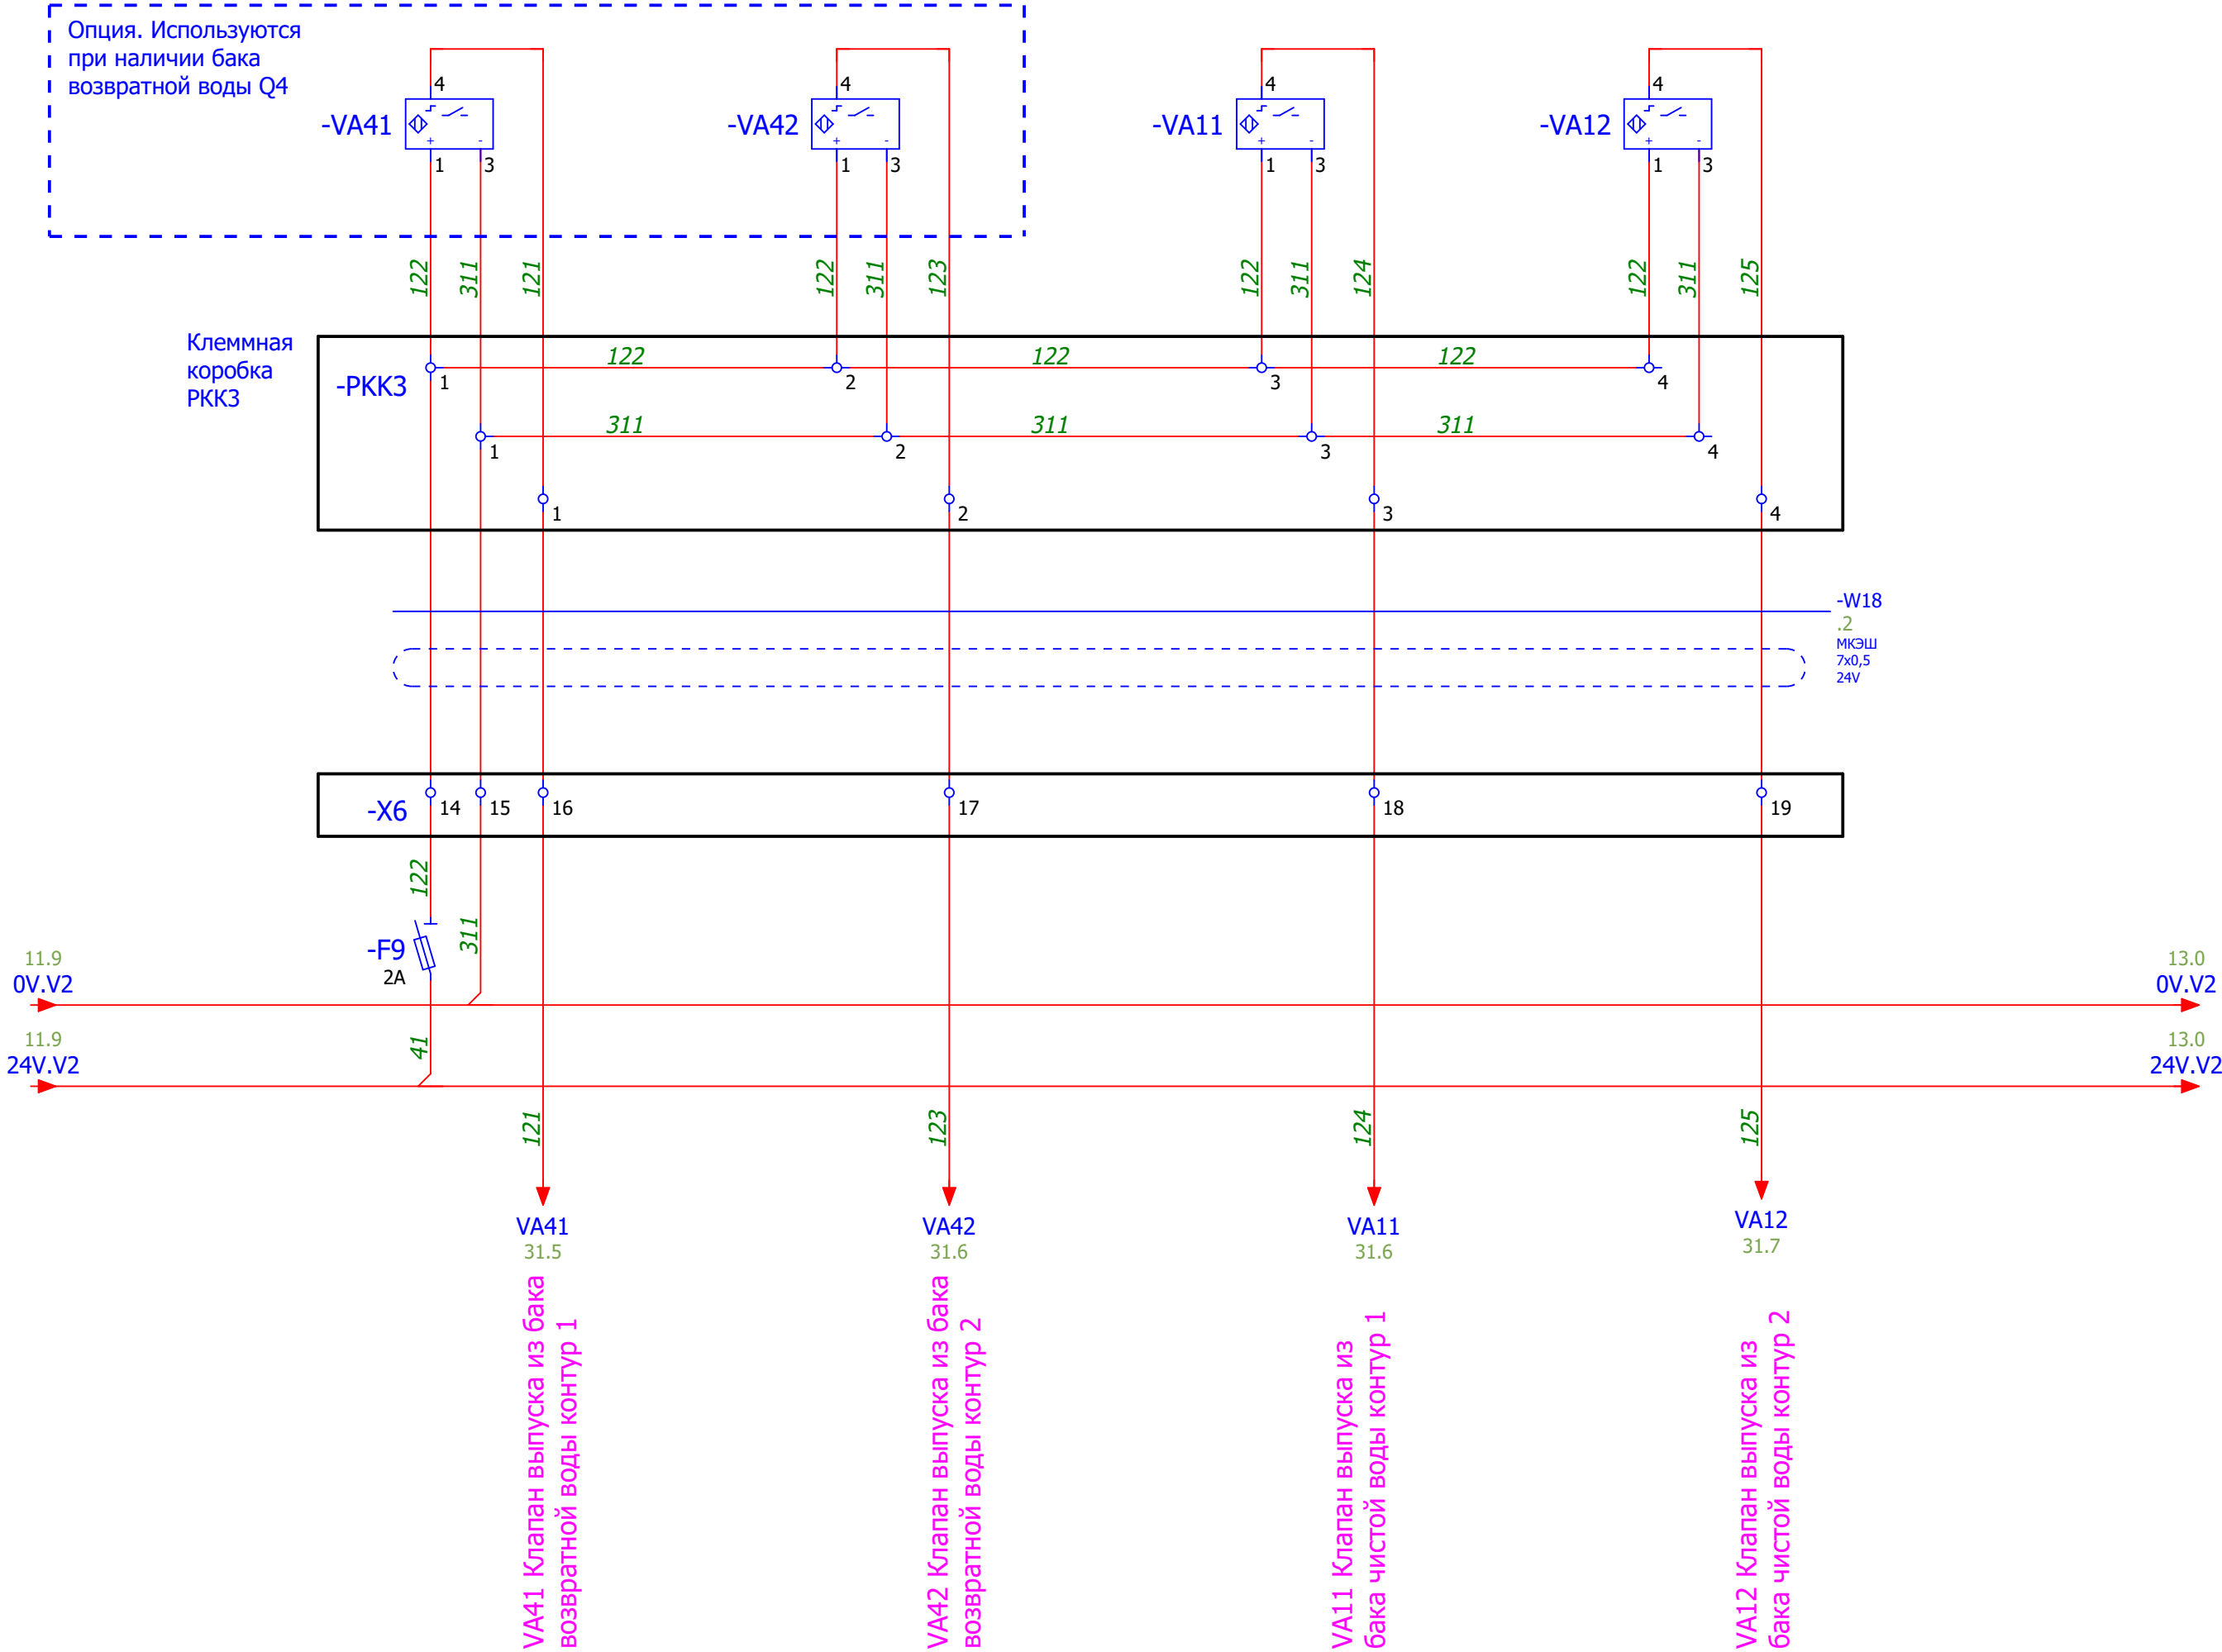 Опция. Используются
при наличии бака
возвратной воды Q4
4
4
4
4
-VA41
-VA42
-VA11
-VA12
+ -
+ -
+ -
+ -
1 3
1 3
1 3
1 3
122 311 121
122 311 123
122 311 124
122 311 125
Клеммная
коробка
РКК3
-PKK3
122 122 122
1 2 3 4
311 311 311
1 2 3 4
1 2 3 4
-W18
.2
МКЭШ
7x0,5
24V
-X6
14 15 16 17 18 19
122
311
-F9
2A
11.9
0V.V2
13.0
0V.V2
41
11.9
24V.V2
13.0
24V.V2
121 123 124 125
VA41
31.5
VA42
31.6
VA11
31.6
VA12
31.7
VA41 Клапан выпуска из бака
возвратной воды контур 1
VA42 Клапан выпуска из бака
возвратной воды контур 2
VA11 Клапан выпуска из
бака чистой воды контур 1
VA12 Клапан выпуска из
бака чистой воды контур 2